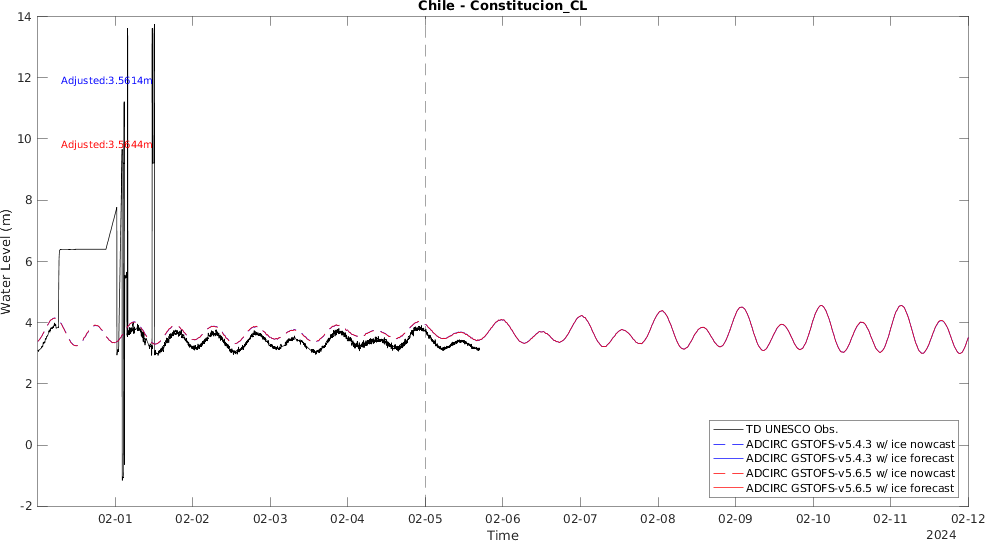 Chile - Constitucion_CL
14
12
10
8
6
4
2
0
-2
Water Level (m)
Adjusted:3.5614m
Adjusted:3.5644m
TD UNESCO Obs.
ADCIRC GSTOFS-v5.4.3 w/ ice nowcast
ADCIRC GSTOFS-v5.4.3 w/ ice forecast
ADCIRC GSTOFS-v5.6.5 w/ ice nowcast
ADCIRC GSTOFS-v5.6.5 w/ ice forecast
02-01 02-02 02-03 02-04 02-05 02-06 02-07 02-08 02-09 02-10 02-11 02-12
Time
2024